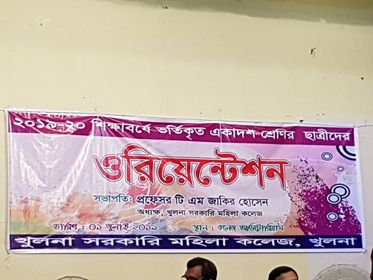 ২০১৯-২০ শিক্ষাবর্ষে ভর্তিকৃত একাদশ শ্রেণির ছাত্রীদের
ওরিয়েন্টেশন
সভাপতি: প্রফেসর টি এম জাকির হোসেন
অধ্যক্ষ, খুলনা সরকারি মহিলা কলেজ
তারিখ: ০১ জুলাই ২০১৯ স্থান: কলেজ অডিটোরিয়াম
খুলনা সরকারি মহিলা কলেজ, খুলনা